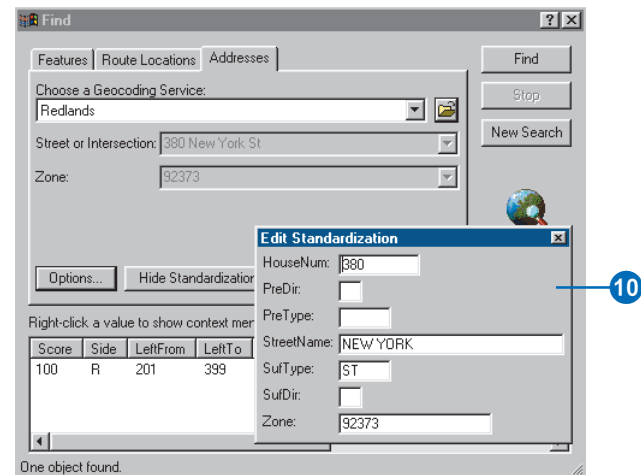 Find
Features Route Locations Addresses
Find
Choose a Geocoding Service:
Redlands
Stop
Street or Intersection: 380 New York St
New Search
Zone: 92373
Options...
Hide Standardization
Edit Standardization
HouseNum: 380
PreDir:
PreType:
StreetName: NEW YORK
SufType: ST
SufDir:
Zone: 92373
10
Right-click a value to show context
Score Side LeftFrom LeftTo
100 R 201 399
One object found.